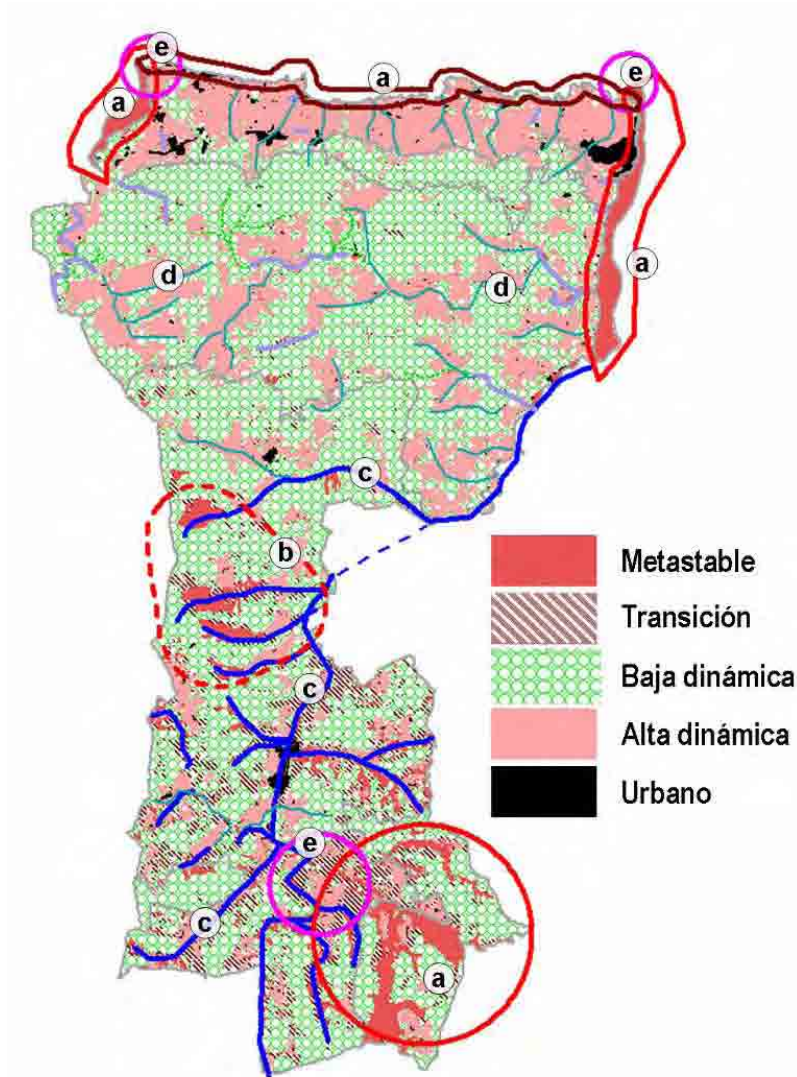 e
e
a
a
a
d
d
c
b
Metastable
Transición
Baja dinámica
c
Alta dinámica
Urbano
e
c
a